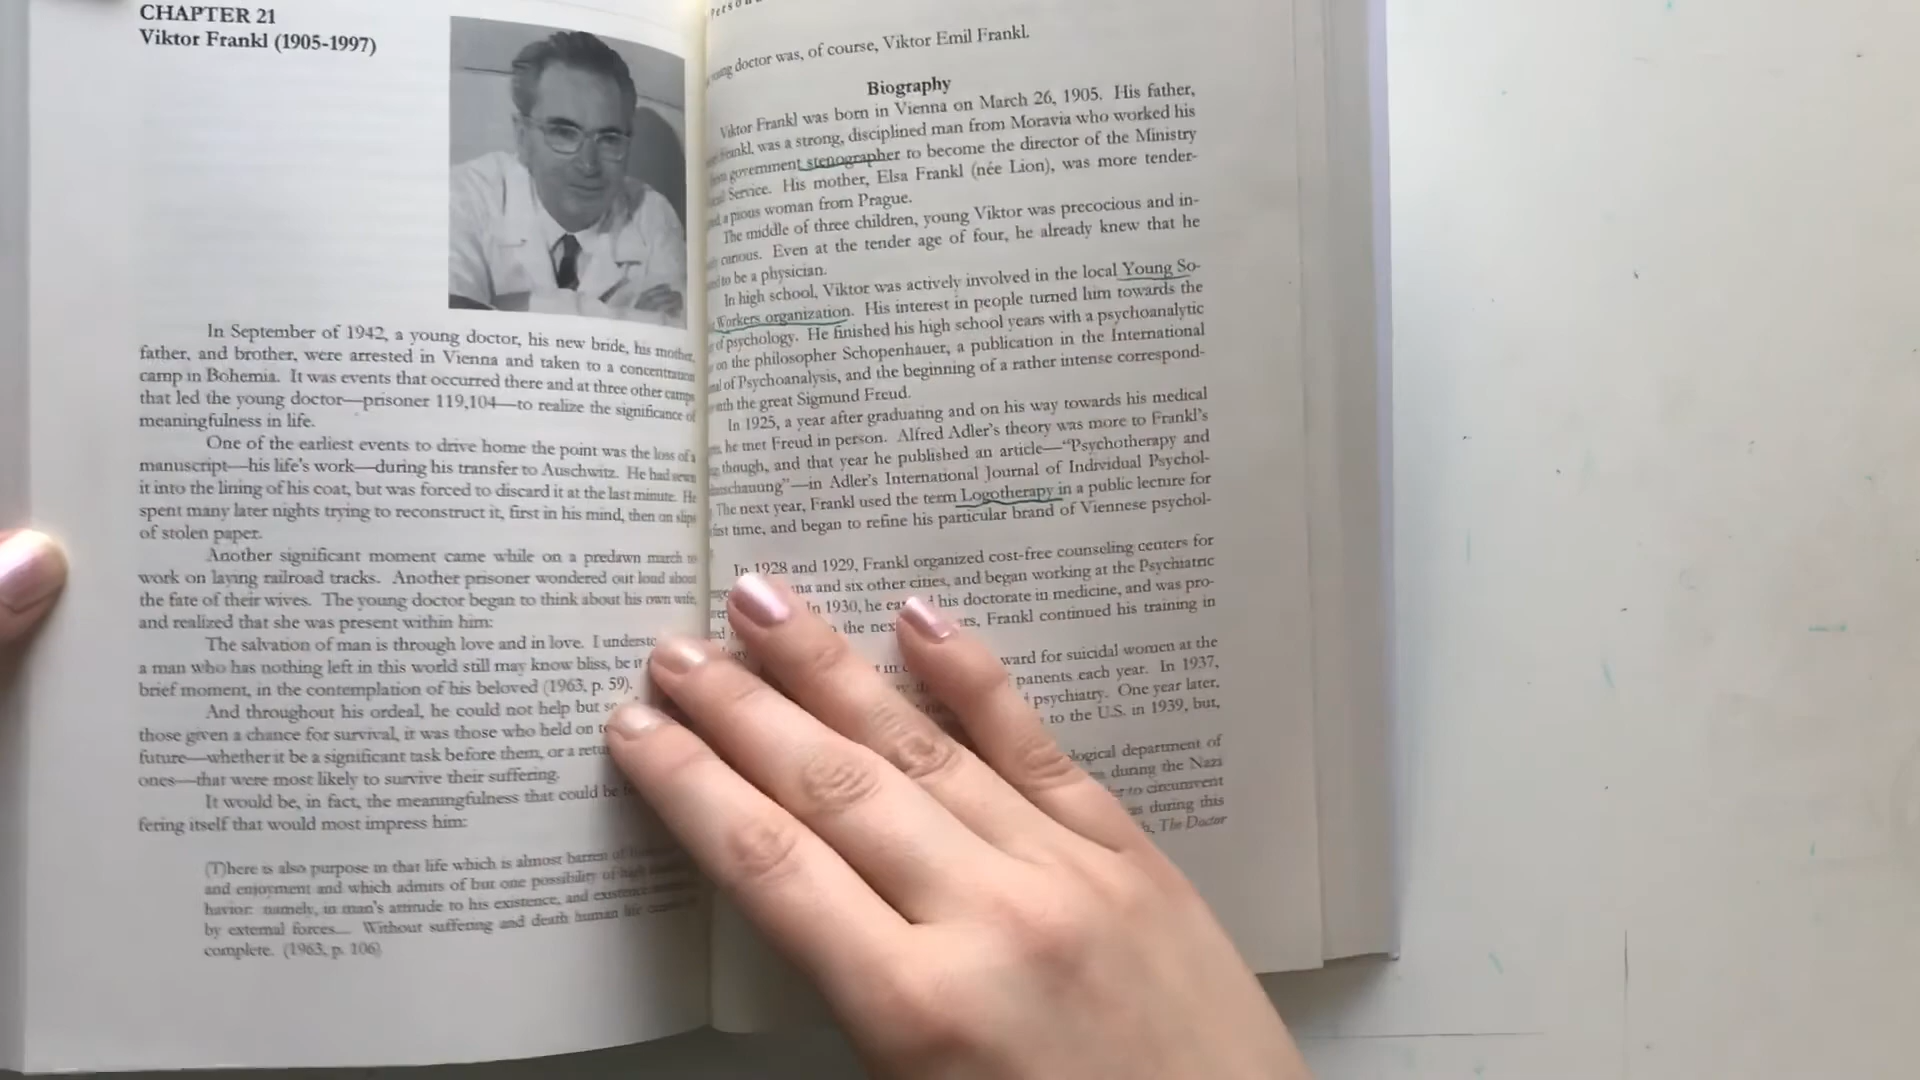 CHAPTER 21
Viktor Frankl (1905-1997)
In September of 1942, a young doctor, his new bride, his mother,
father, and brother, were arrested in Vienna and taken to a concentration
camp in Bohemia. It was events that occurred there and at three other camps
that led the young doctor—prisoner 119,104—to realize the significance of
meaningfulness in life.
One of the earliest events to drive home the point was the loss of a
manuscript—his life's work—during his transfer to Auschwitz. He had sewn
it into the lining of his coat, but was forced to discard it at the last minute. He
spent many later nights trying to reconstruct it, first in his mind, then on slips
of stolen paper.
Another significant moment came while on a predawn march to
work on laying railroad tracks. Another prisoner wondered out loud about
the fate of their wives. The young doctor began to think about his own wife,
and realized that she was present within him:
The salvation of man is through love and in love. I understo
a man who has nothing left in this world still may know bliss, be it
brief moment, in the contemplation of his beloved (1963, p. 59).
And throughout his ordeal, he could not help but
those given a chance for survival, it was those who held on
future—whether it be a significant task before them, or a retu
ones—that were most likely to survive their suffering.
It would be, in fact, the meaningfulness that could be
fering itself that would most impress him:
(T)here is also purpose in that life which is almost barren of
and enjoyment and which admits of but one possibility of
havior: namely, in man's attitude to his existence, and existence
by external forces.... Without suffering and death human life
complete. (1963, p. 106)
Perso
young doctor was, of course, Viktor Emil Frankl.
Biography
Viktor Frankl was born in Vienna on March 26, 1905. His father,
Frankl, was a strong, disciplined man from Moravia who worked his
government stenographer to become the director of the Ministry
Service. His mother, Elsa Frankl (née Lion), was more tender-
a pious woman from Prague.
The middle of three children, young Viktor was precocious and in-
curious. Even at the tender age of four, he already knew that he
to be a physician.
In high school, Viktor was actively involved in the local Young So-
Workers organization. His interest in people turned him towards the
of psychology. He finished his high school years with a psychoanalytic
on the philosopher Schopenhauer, a publication in the International
of Psychoanalysis, and the beginning of a rather intense correspond-
with the great Sigmund Freud.
In 1925, a year after graduating and on his way towards his medical
he met Freud in person. Alfred Adler's theory was more to Frankl's
though, and that year he published an article—"Psychotherapy and
schauung"—in Adler's International Journal of Individual Psychol-
The next year, Frankl used the term Logotherapy in a public lecture for
first time, and began to refine his particular brand of Viennese psychol-
In 1928 and 1929, Frankl organized cost-free counseling centers for
na and six other cities, and began working at the Psychiatric
In 1930, he ea his doctorate in medicine, and was pro-
the nex rs, Frankl continued his training in
ward for suicidal women at the
patients each year. In 1937,
psychiatry. One year later,
to the U.S. in 1939, but,
ological department of
during the Nazi
to circumvent
during this
The Doctor